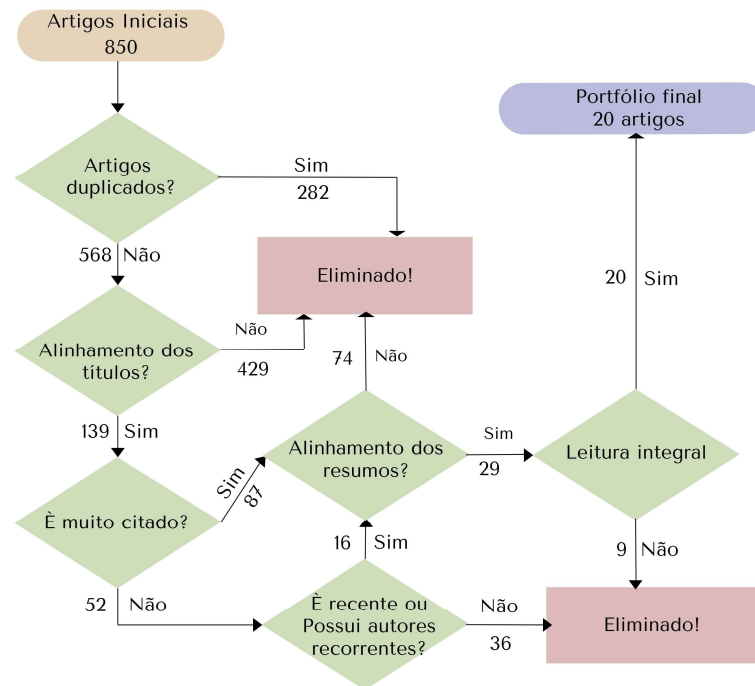 Artigos Iniciais
850
Portfólio final
20 artigos
Artigos
duplicados?
Sim
282
568 Não
Eliminado!
20 Sim
Alinhamento dos
títulos?
Não
429
74 Não
139 Sim
Alinhamento dos
resumos?
Sim
29
Leitura integral
È muito citado?
Sim
87
16 Sim
9 Não
52 Não
È recente ou
Possui autores
recorrentes?
Não
36
Eliminado!